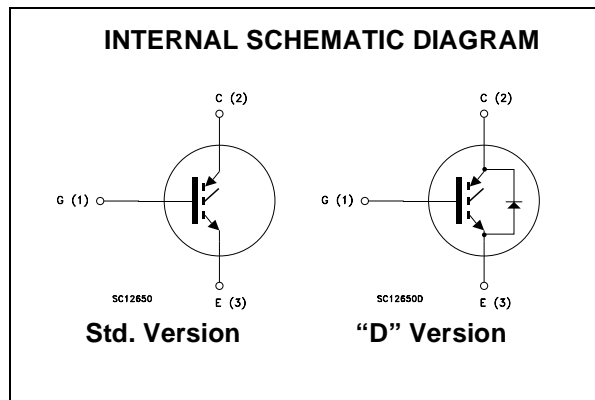 INTERNAL SCHEMATIC DIAGRAM
C (2)
C (2)
G (1)
G (1)
SC12650
E (3)
SC12650D
E (3)
Std. Version
“D” Version